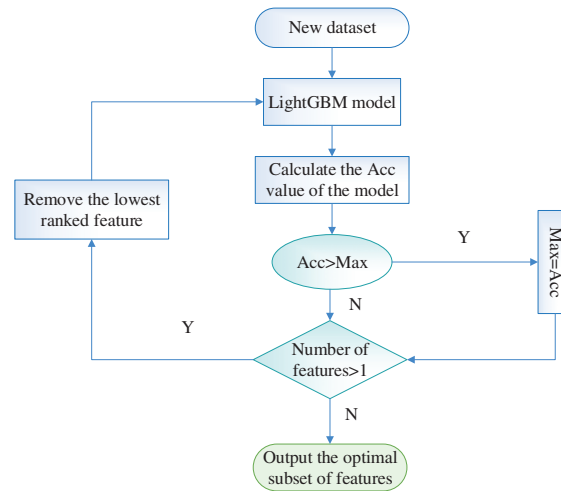 New dataset
LightGBM model
Calculate the Acc
value of the model
Remove the lowest
ranked feature
Acc>Max
Y
Max=Acc
N
Y
Number of
features>1
N
Output the optimal
subset of features